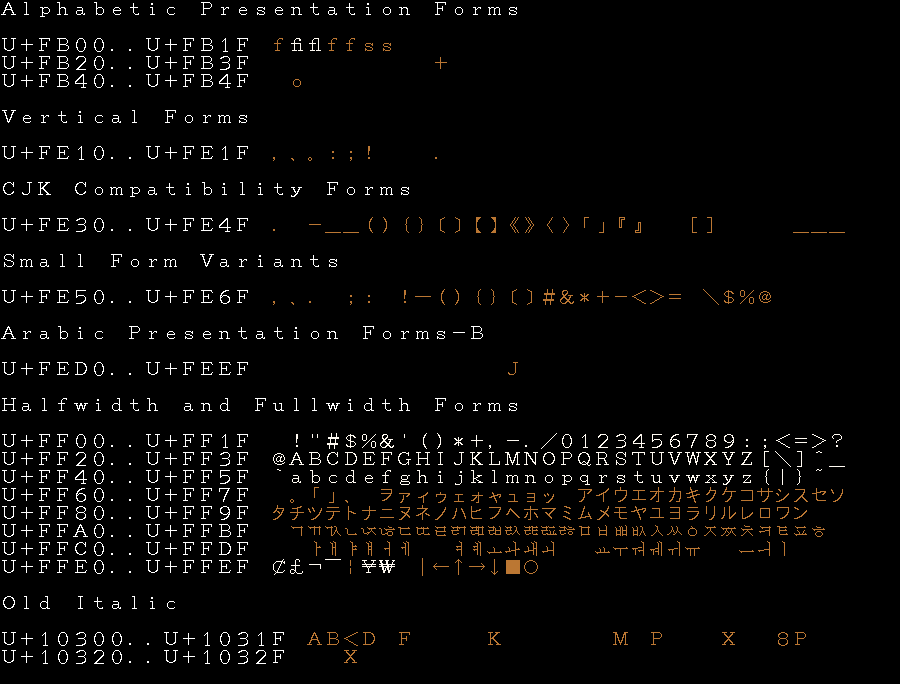 Alphabetic Presentation Forms
U+FB00..U+FB1F fﬁﬂffss
U+FB20..U+FB3F +
U+FB40..U+FB4F o
Vertical Forms
U+FE10..U+FE1F ,、。:;! .
CJK Compatibility Forms
U+FE30..U+FE4F . —__(){}〔〕【】《》〈〉「」『』 [] ___
Small Form Variants
U+FE50..U+FE6F ,、. ;: !—(){}〔〕#&*+-<>= \$%@
Arabic Presentation Forms-B
U+FED0..U+FEEF J
Halfwidth and Fullwidth Forms
U+FF00..U+FF1F !"#$%&'()*+,-./0123456789:;<=>?
U+FF20..U+FF3F @ABCDEFGHIJKLMNOPQRSTUVWXYZ[\]^_
U+FF40..U+FF5F `abcdefghijklmnopqrstuvwxyz{|}~
U+FF60..U+FF7F 。「」、 ヲァィゥェォャュョッ アイウエオカキクケコサシスセソ
U+FF80..U+FF9F タチツテトナニヌネノハヒフヘホマミムメモヤユヨラリルレロワン
U+FFA0..U+FFBF
U+FFC0..U+FFDF
U+FFE0..U+FFEF ₡£¬¯¦¥₩ |←↑→↓■○
Old Italic
U+10300..U+1031F AB<D F K M P X 8P
U+10320..U+1032F X